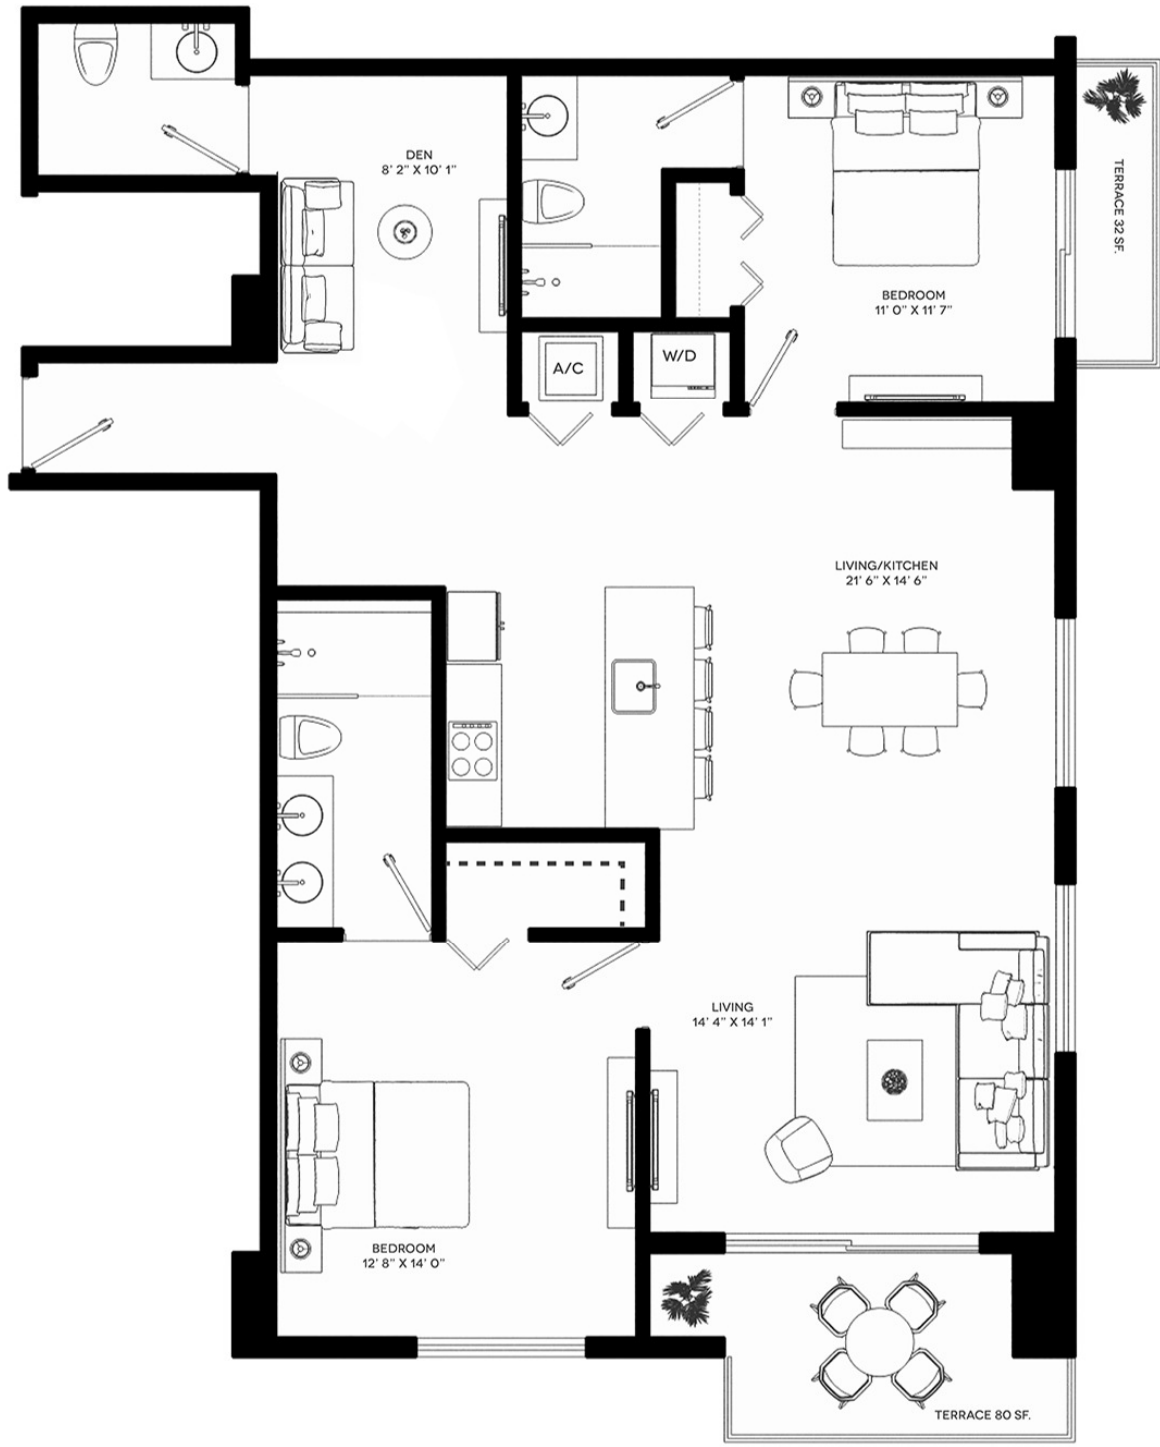 DEN
8' 2" X 10' 1"
TERRACE 32 SF.
BEDROOM
11' 0" X 11' 7"
A/C
W/D
LIVING/KITCHEN
21' 6" X 14' 6"
LIVING
14' 4" X 14' 1"
BEDROOM
12' 8" X 14' 0"
TERRACE 80 SF.